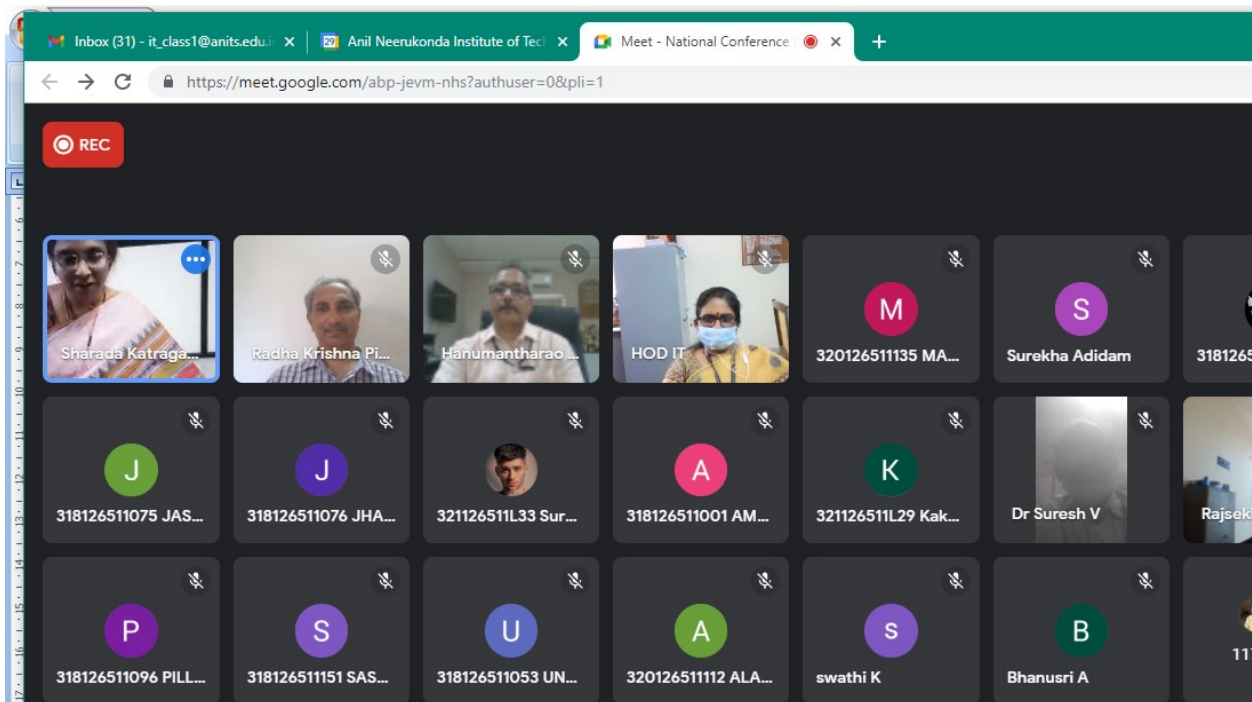 Inbox (31) - it_class1@anits.edu.i
Anil Neerukonda Institute of Tec
Meet - National Conference
https://meet.google.com/abp-jevm-nhs?authuser=0&pli=1
REC
Sharada Katraga...
Radha Krishna Pi...
Hanumantharao ...
HOD IT
M
320126511135 MA...
S
Surekha Adidam
3181265
J
318126511075 JAS...
J
318126511076 JHA...
321126511L33 Sur...
A
318126511001 AM...
K
321126511L29 Kak...
Dr Suresh V
Rajsek
P
318126511096 PILL...
S
318126511151 SAS...
U
318126511053 UN...
A
320126511112 ALA...
s
swathi K
B
Bhanusri A
117